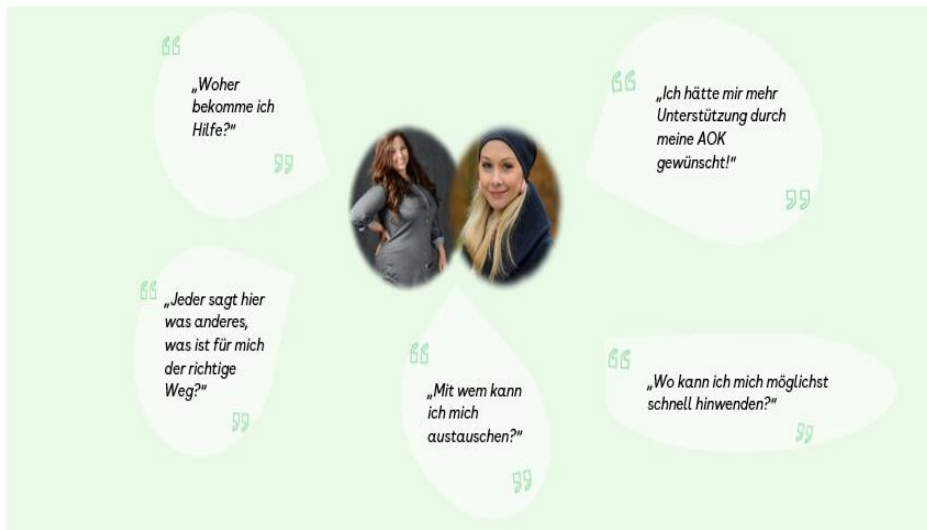 „Woher
bekomme ich
Hilfe?“
„Ich hätte mir mehr
Unterstützung durch
meine AOK
gewünscht!“
„Jeder sagt hier
was anderes,
was ist für mich
der richtige
Weg?“
„Mit wem kann
ich mich
austauschen?“
„Wo kann ich mich möglichst
schnell hinwenden?“